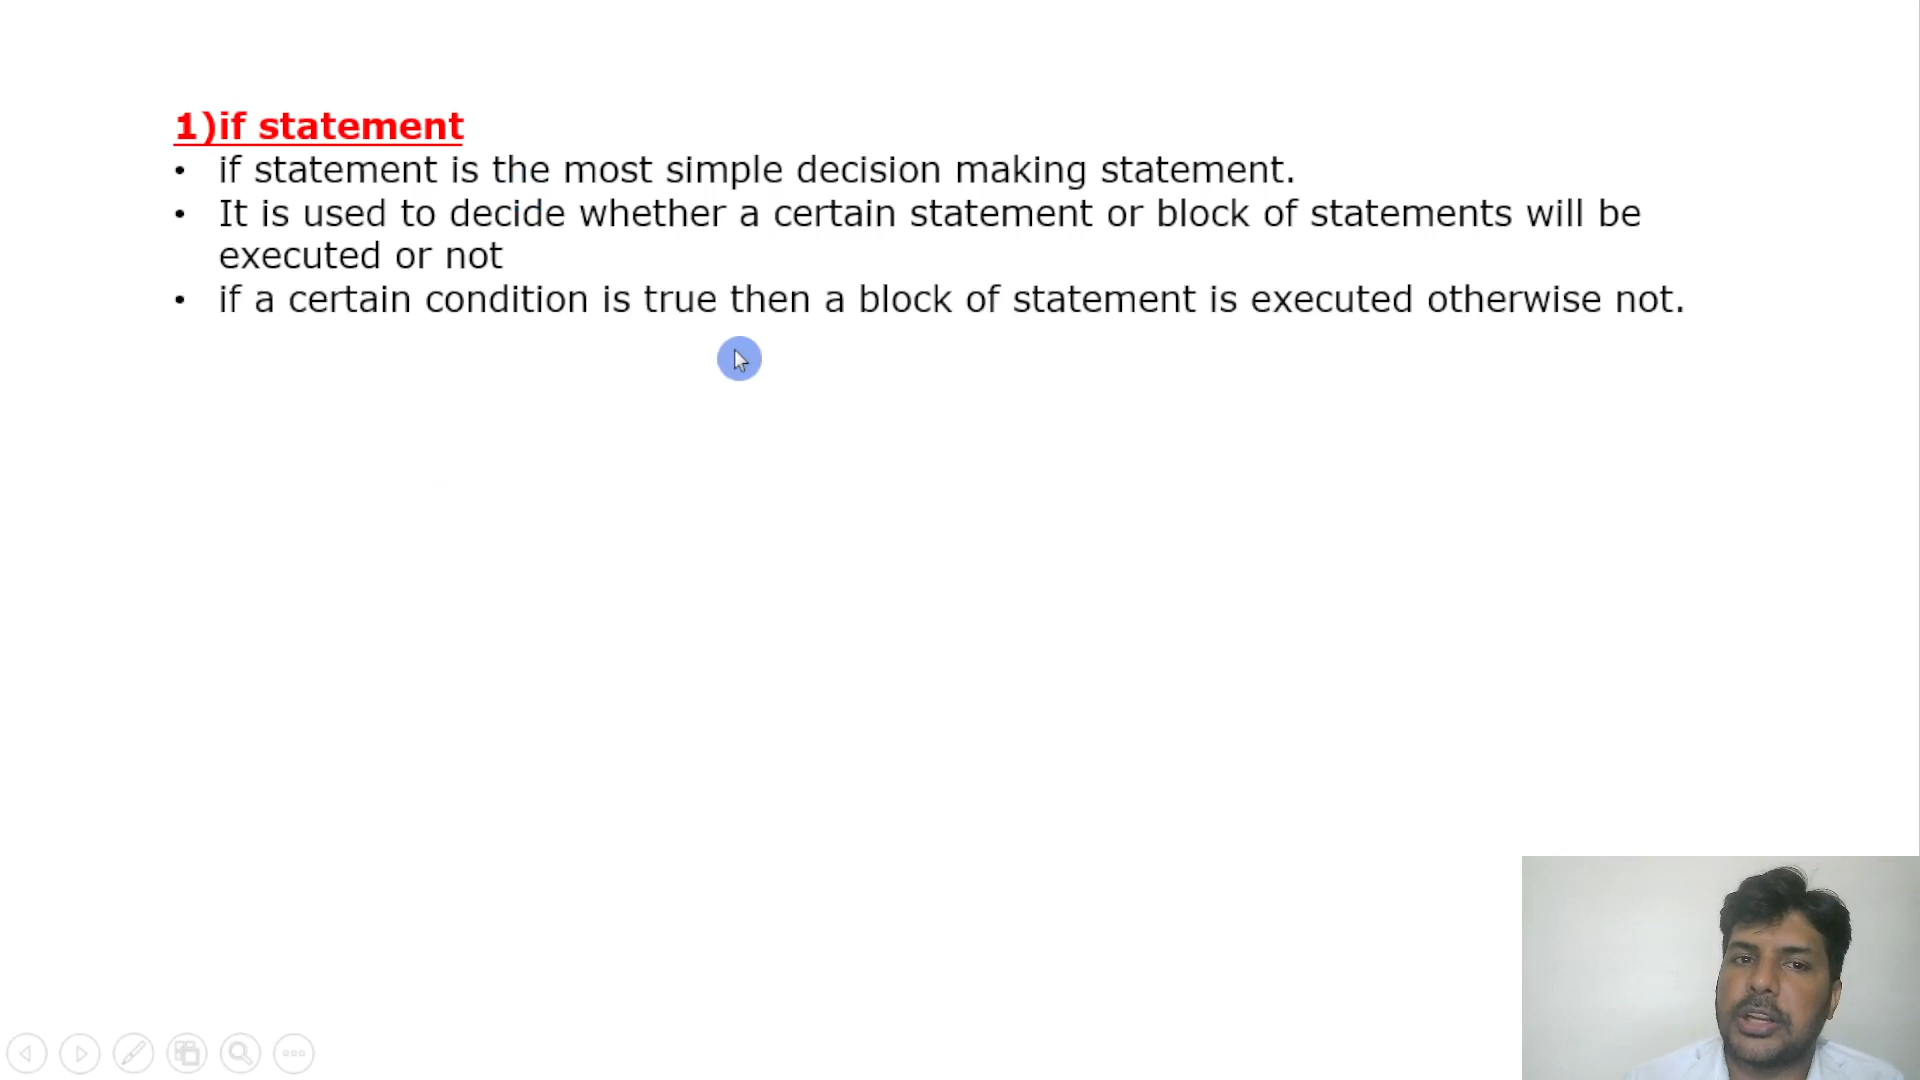 1)if statement
• if statement is the most simple decision making statement.
• It is used to decide whether a certain statement or block of statements will be
executed or not
• if a certain condition is true then a block of statement is executed otherwise not.